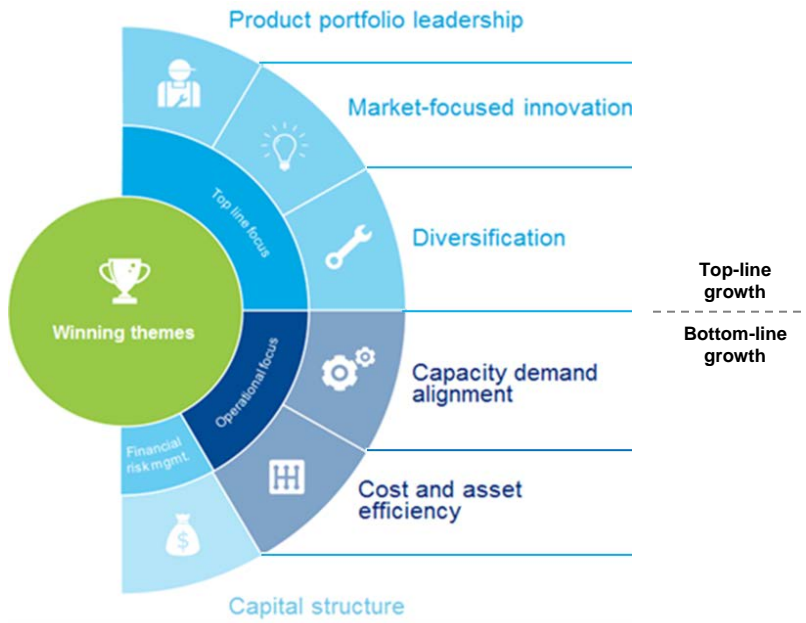 Product portfolio leadership
Market-focused innovation
Top line focus
Diversification
Top-line
growth
Winning themes
Bottom-line
growth
Operational focus
Capacity demand
alignment
Financial
risk mgmt.
Cost and asset
efficiency
$
Capital structure